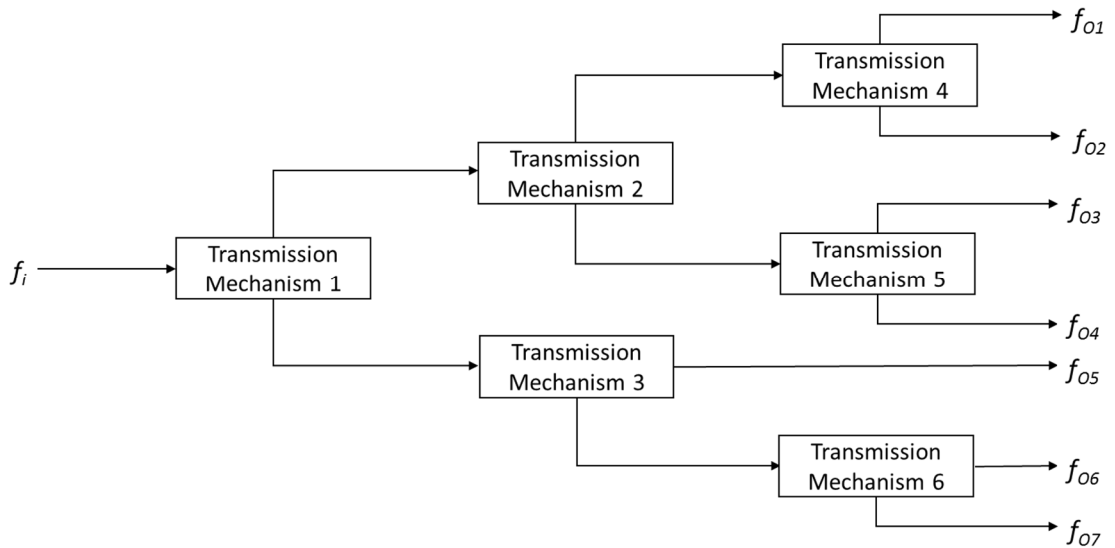 f_O1
Transmission
Mechanism 4
f_O2
Transmission
Mechanism 2
f_O3
Transmission
Mechanism 5
f_O4
Transmission
Mechanism 1
f_i
Transmission
Mechanism 3
f_O5
Transmission
Mechanism 6
f_O6
f_O7